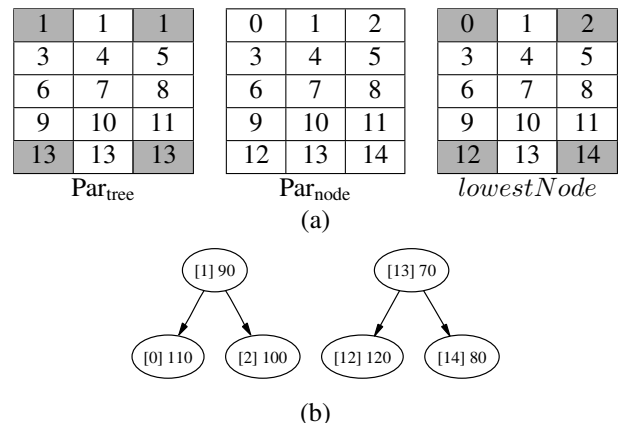 1 1 1 0 1 2 0 1 2
3 4 5 3 4 5 3 4 5
6 7 8 6 7 8 6 7 8
9 10 11 9 10 11 9 10 11
13 13 13 12 13 14 12 13 14
Partree Parnode lowestNode
(a)
[1] 90 [13] 70
[0] 110 [2] 100 [12] 120 [14] 80
(b)